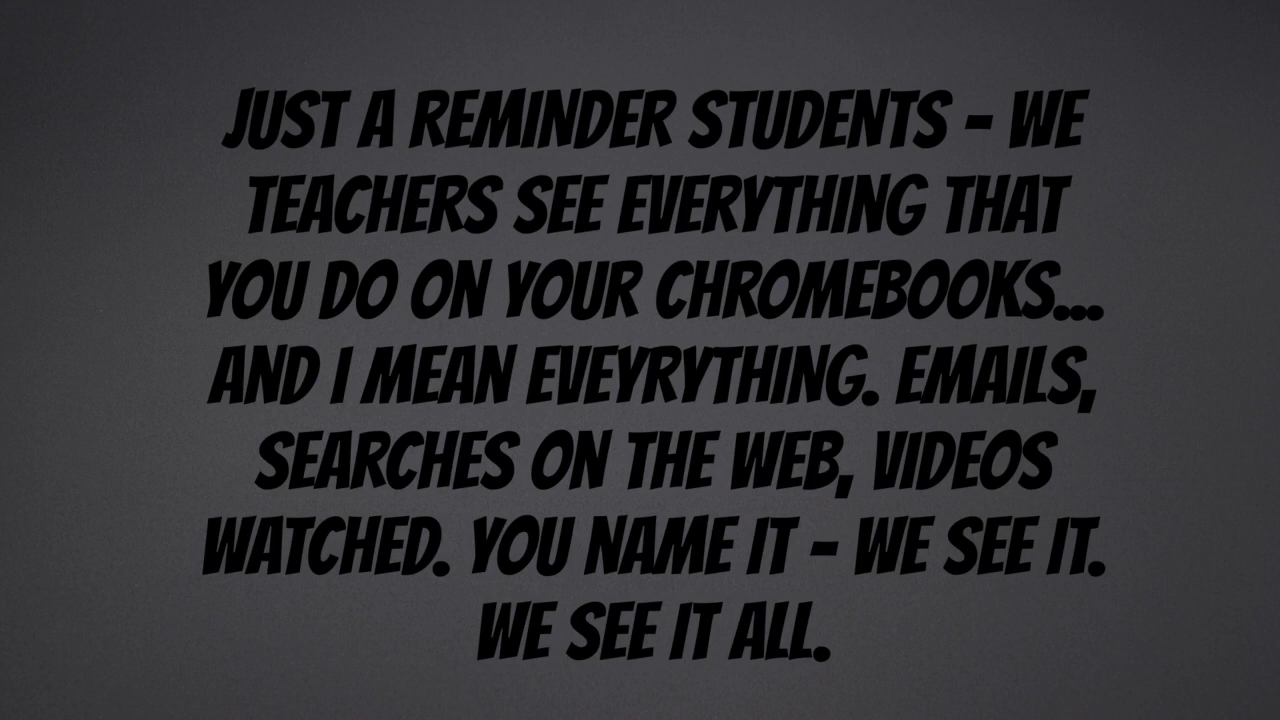 JUST A REMINDER STUDENTS - WE
TEACHERS SEE EVERYTHING THAT
YOU DO ON YOUR CHROMEBOOKS...
AND I MEAN EVEYRYTHING. EMAILS,
SEARCHES ON THE WEB, VIDEOS
WATCHED. YOU NAME IT - WE SEE IT.
WE SEE IT ALL.